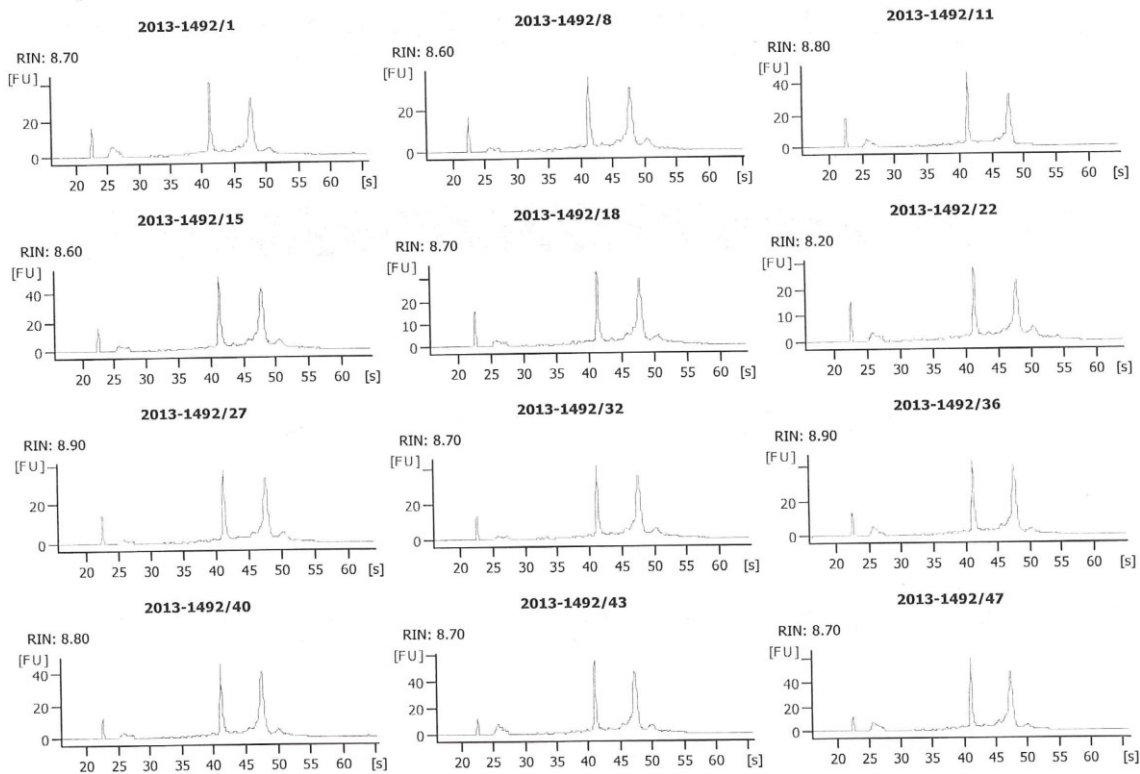 2013-1492/1
RIN: 8.70
[FU]
20
0
20 25 30 35 40 45 50 55 60 [s]
2013-1492/8
RIN: 8.60
[FU]
20
0
20 25 30 35 40 45 50 55 60 [s]
2013-1492/11
RIN: 8.80
[FU]
40
20
0
20 25 30 35 40 45 50 55 60 [s]
2013-1492/15
RIN: 8.60
[FU]
40
20
0
20 25 30 35 40 45 50 55 60 [s]
2013-1492/18
RIN: 8.70
[FU]
20
10
0
20 25 30 35 40 45 50 55 60 [s]
2013-1492/22
RIN: 8.20
[FU]
20
10
0
20 25 30 35 40 45 50 55 60 [s]
2013-1492/27
RIN: 8.90
[FU]
20
0
20 25 30 35 40 45 50 55 60 [s]
2013-1492/32
RIN: 8.70
[FU]
20
0
20 25 30 35 40 45 50 55 60 [s]
2013-1492/36
RIN: 8.90
[FU]
20
0
20 25 30 35 40 45 50 55 60 [s]
2013-1492/40
RIN: 8.80
[FU]
40
20
0
20 25 30 35 40 45 50 55 60 [s]
2013-1492/43
RIN: 8.70
[FU]
40
20
0
20 25 30 35 40 45 50 55 60 [s]
2013-1492/47
RIN: 8.70
[FU]
40
20
0
20 25 30 35 40 45 50 55 60 [s]